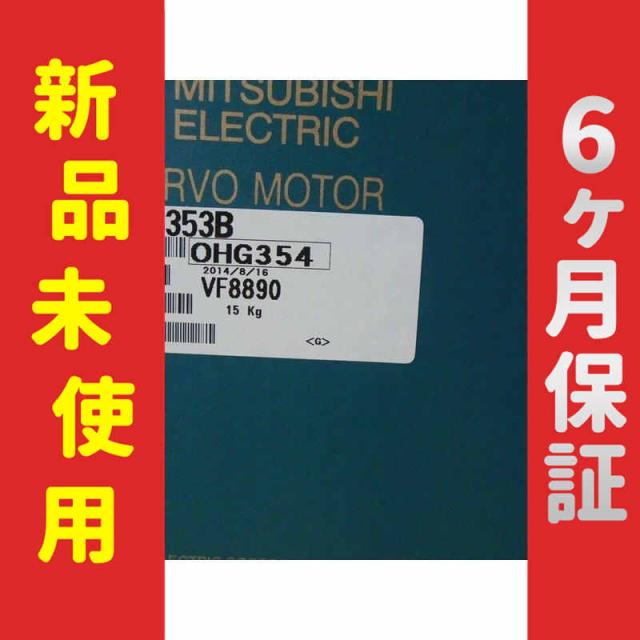 新品未使用
MITSUBISHI
ELECTRIC
RVO MOTOR
353B
OHG354
2014/8/16
VF8890
15 Kg
<G>
6ヶ月保証